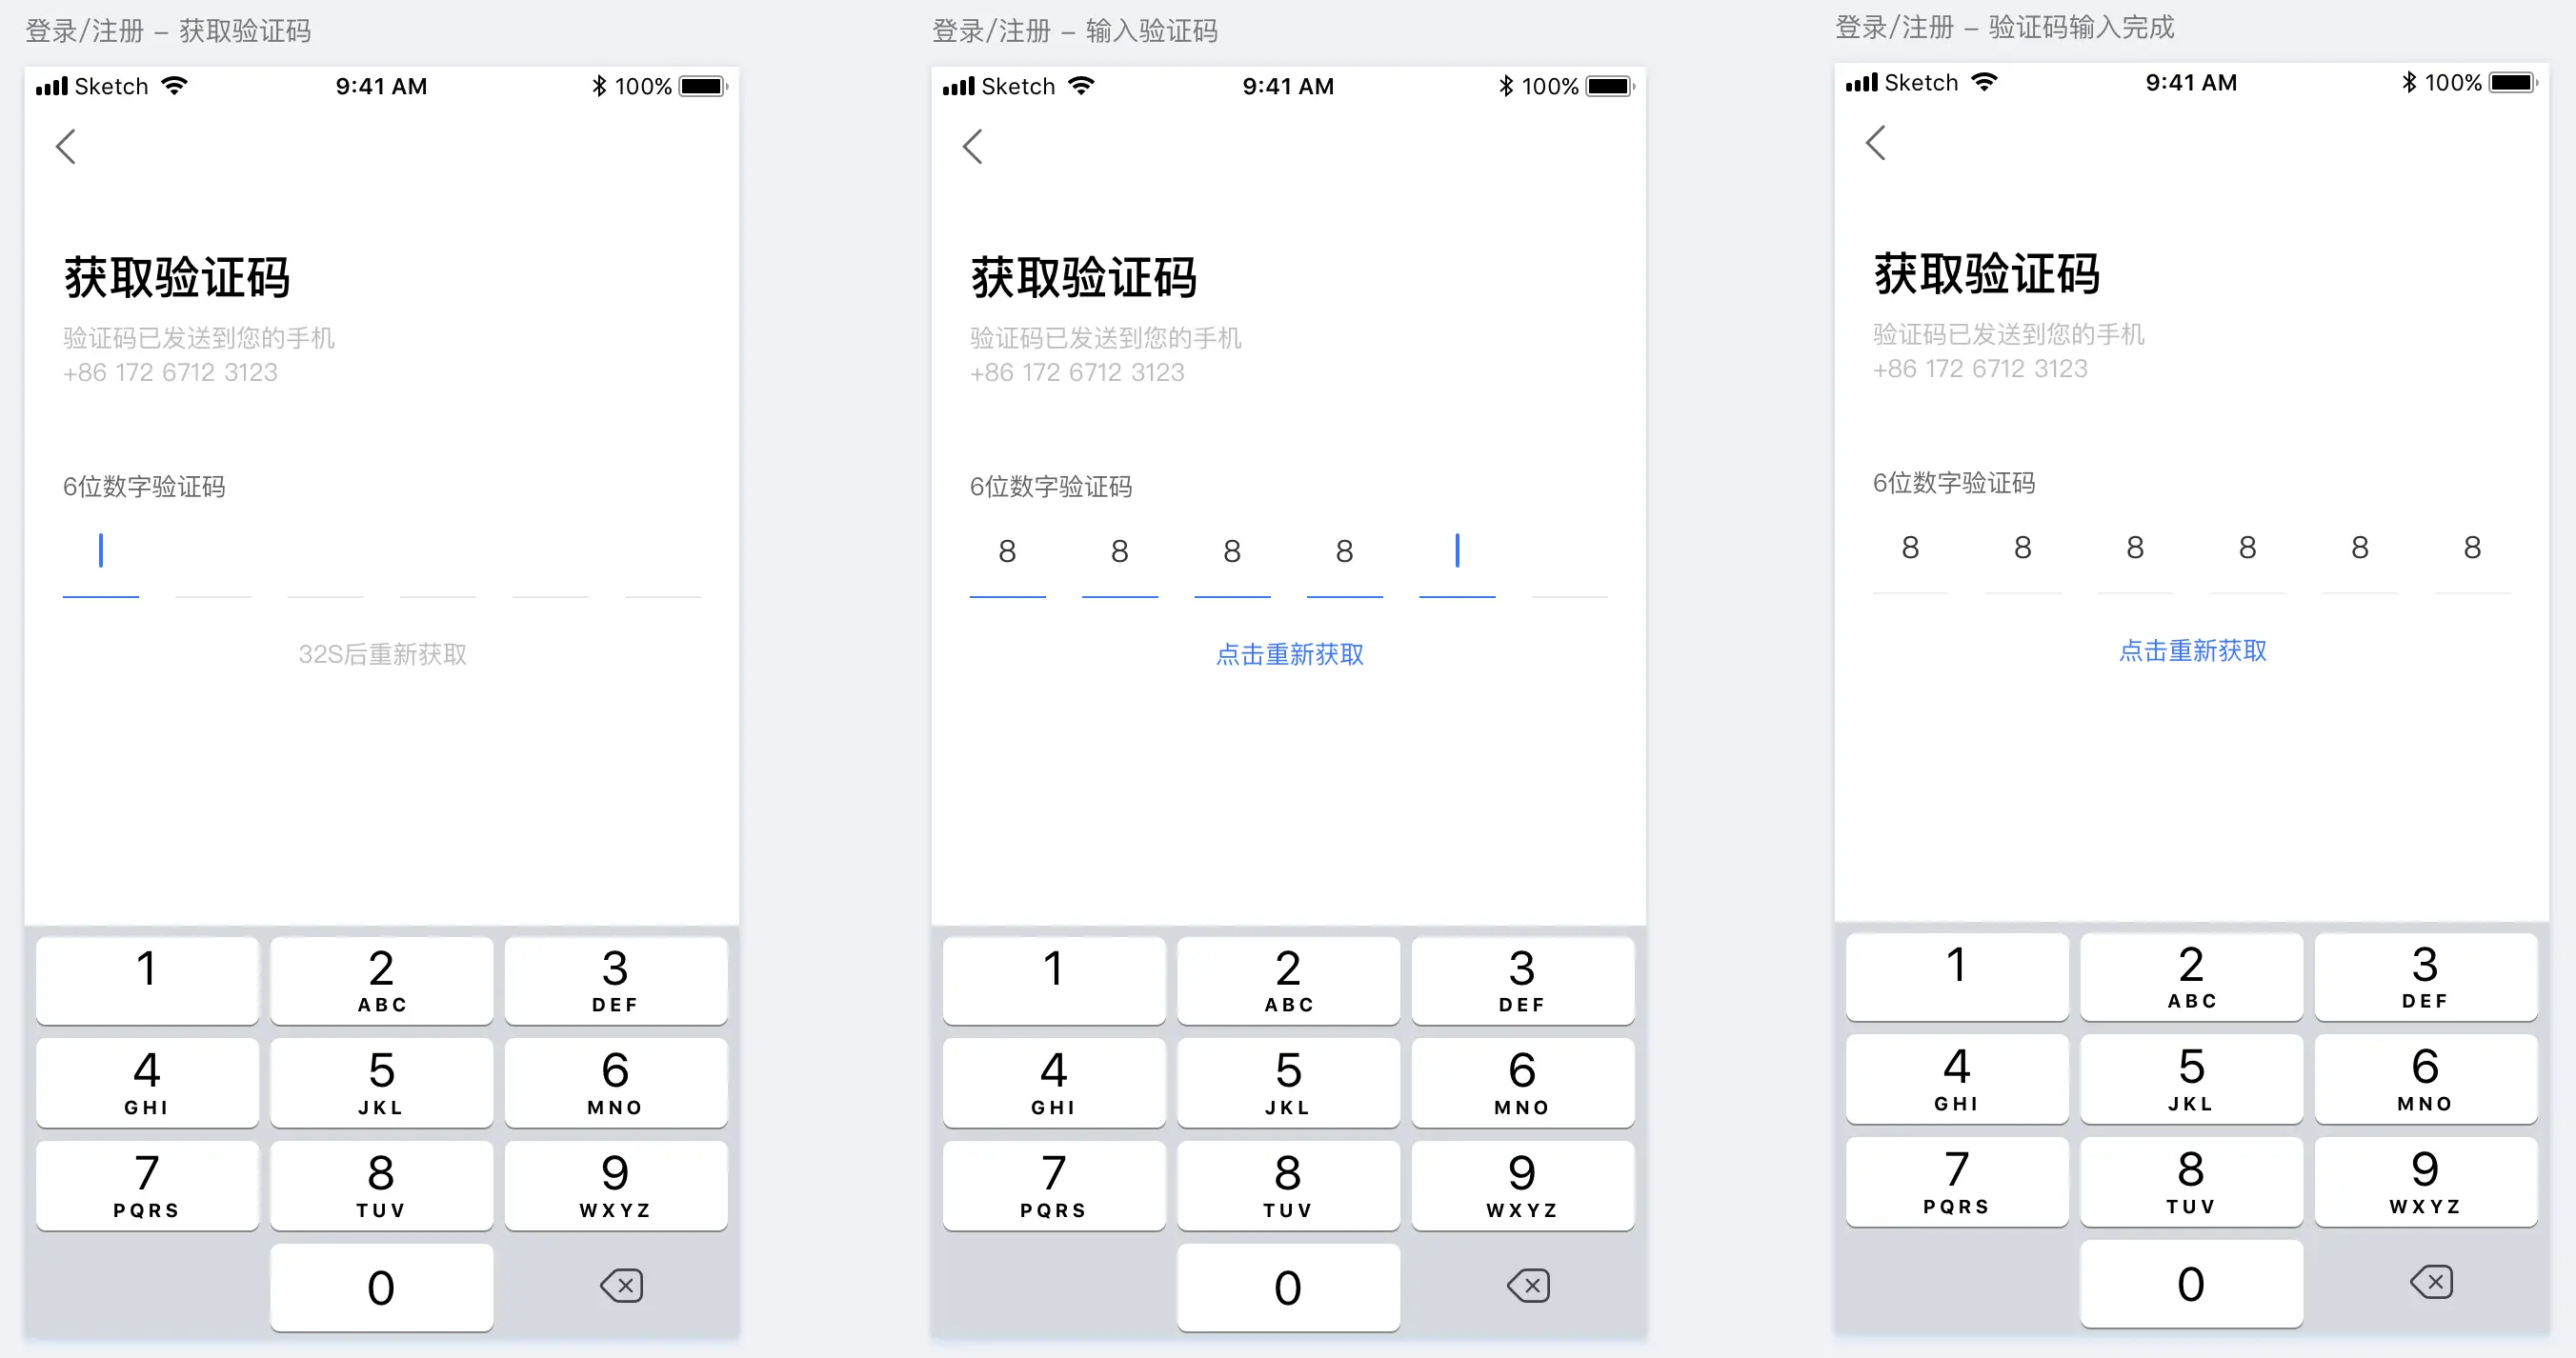 登录/注册 – 获取验证码
Sketch 9:41 AM 100%
获取验证码
验证码已发送到您的手机
+86 172 6712 3123
6位数字验证码
32S后重新获取
1 2 3
ABC DEF
4 5 6
GHI JKL MNO
7 8 9
PQRS TUV WXYZ
0
登录/注册 – 输入验证码
Sketch 9:41 AM 100%
获取验证码
验证码已发送到您的手机
+86 172 6712 3123
6位数字验证码
8 8 8 8
点击重新获取
1 2 3
ABC DEF
4 5 6
GHI JKL MNO
7 8 9
PQRS TUV WXYZ
0
登录/注册 – 验证码输入完成
Sketch 9:41 AM 100%
获取验证码
验证码已发送到您的手机
+86 172 6712 3123
6位数字验证码
8 8 8 8 8 8
点击重新获取
1 2 3
ABC DEF
4 5 6
GHI JKL MNO
7 8 9
PQRS TUV WXYZ
0